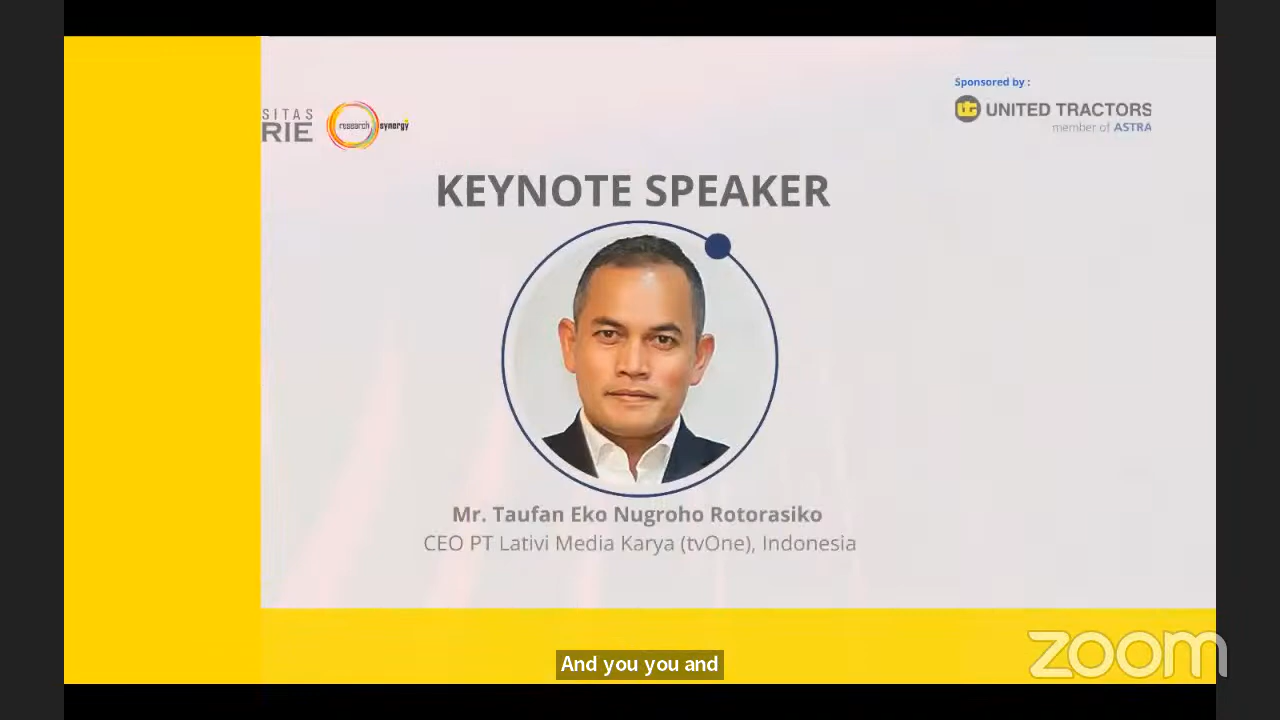 SITAS
RIE
research synergy
Sponsored by :
UT UNITED TRACTORS
member of ASTRA
KEYNOTE SPEAKER
Mr. Taufan Eko Nugroho Rotorasiko
CEO PT Lativi Media Karya (tvOne), Indonesia
And you you and
zoom